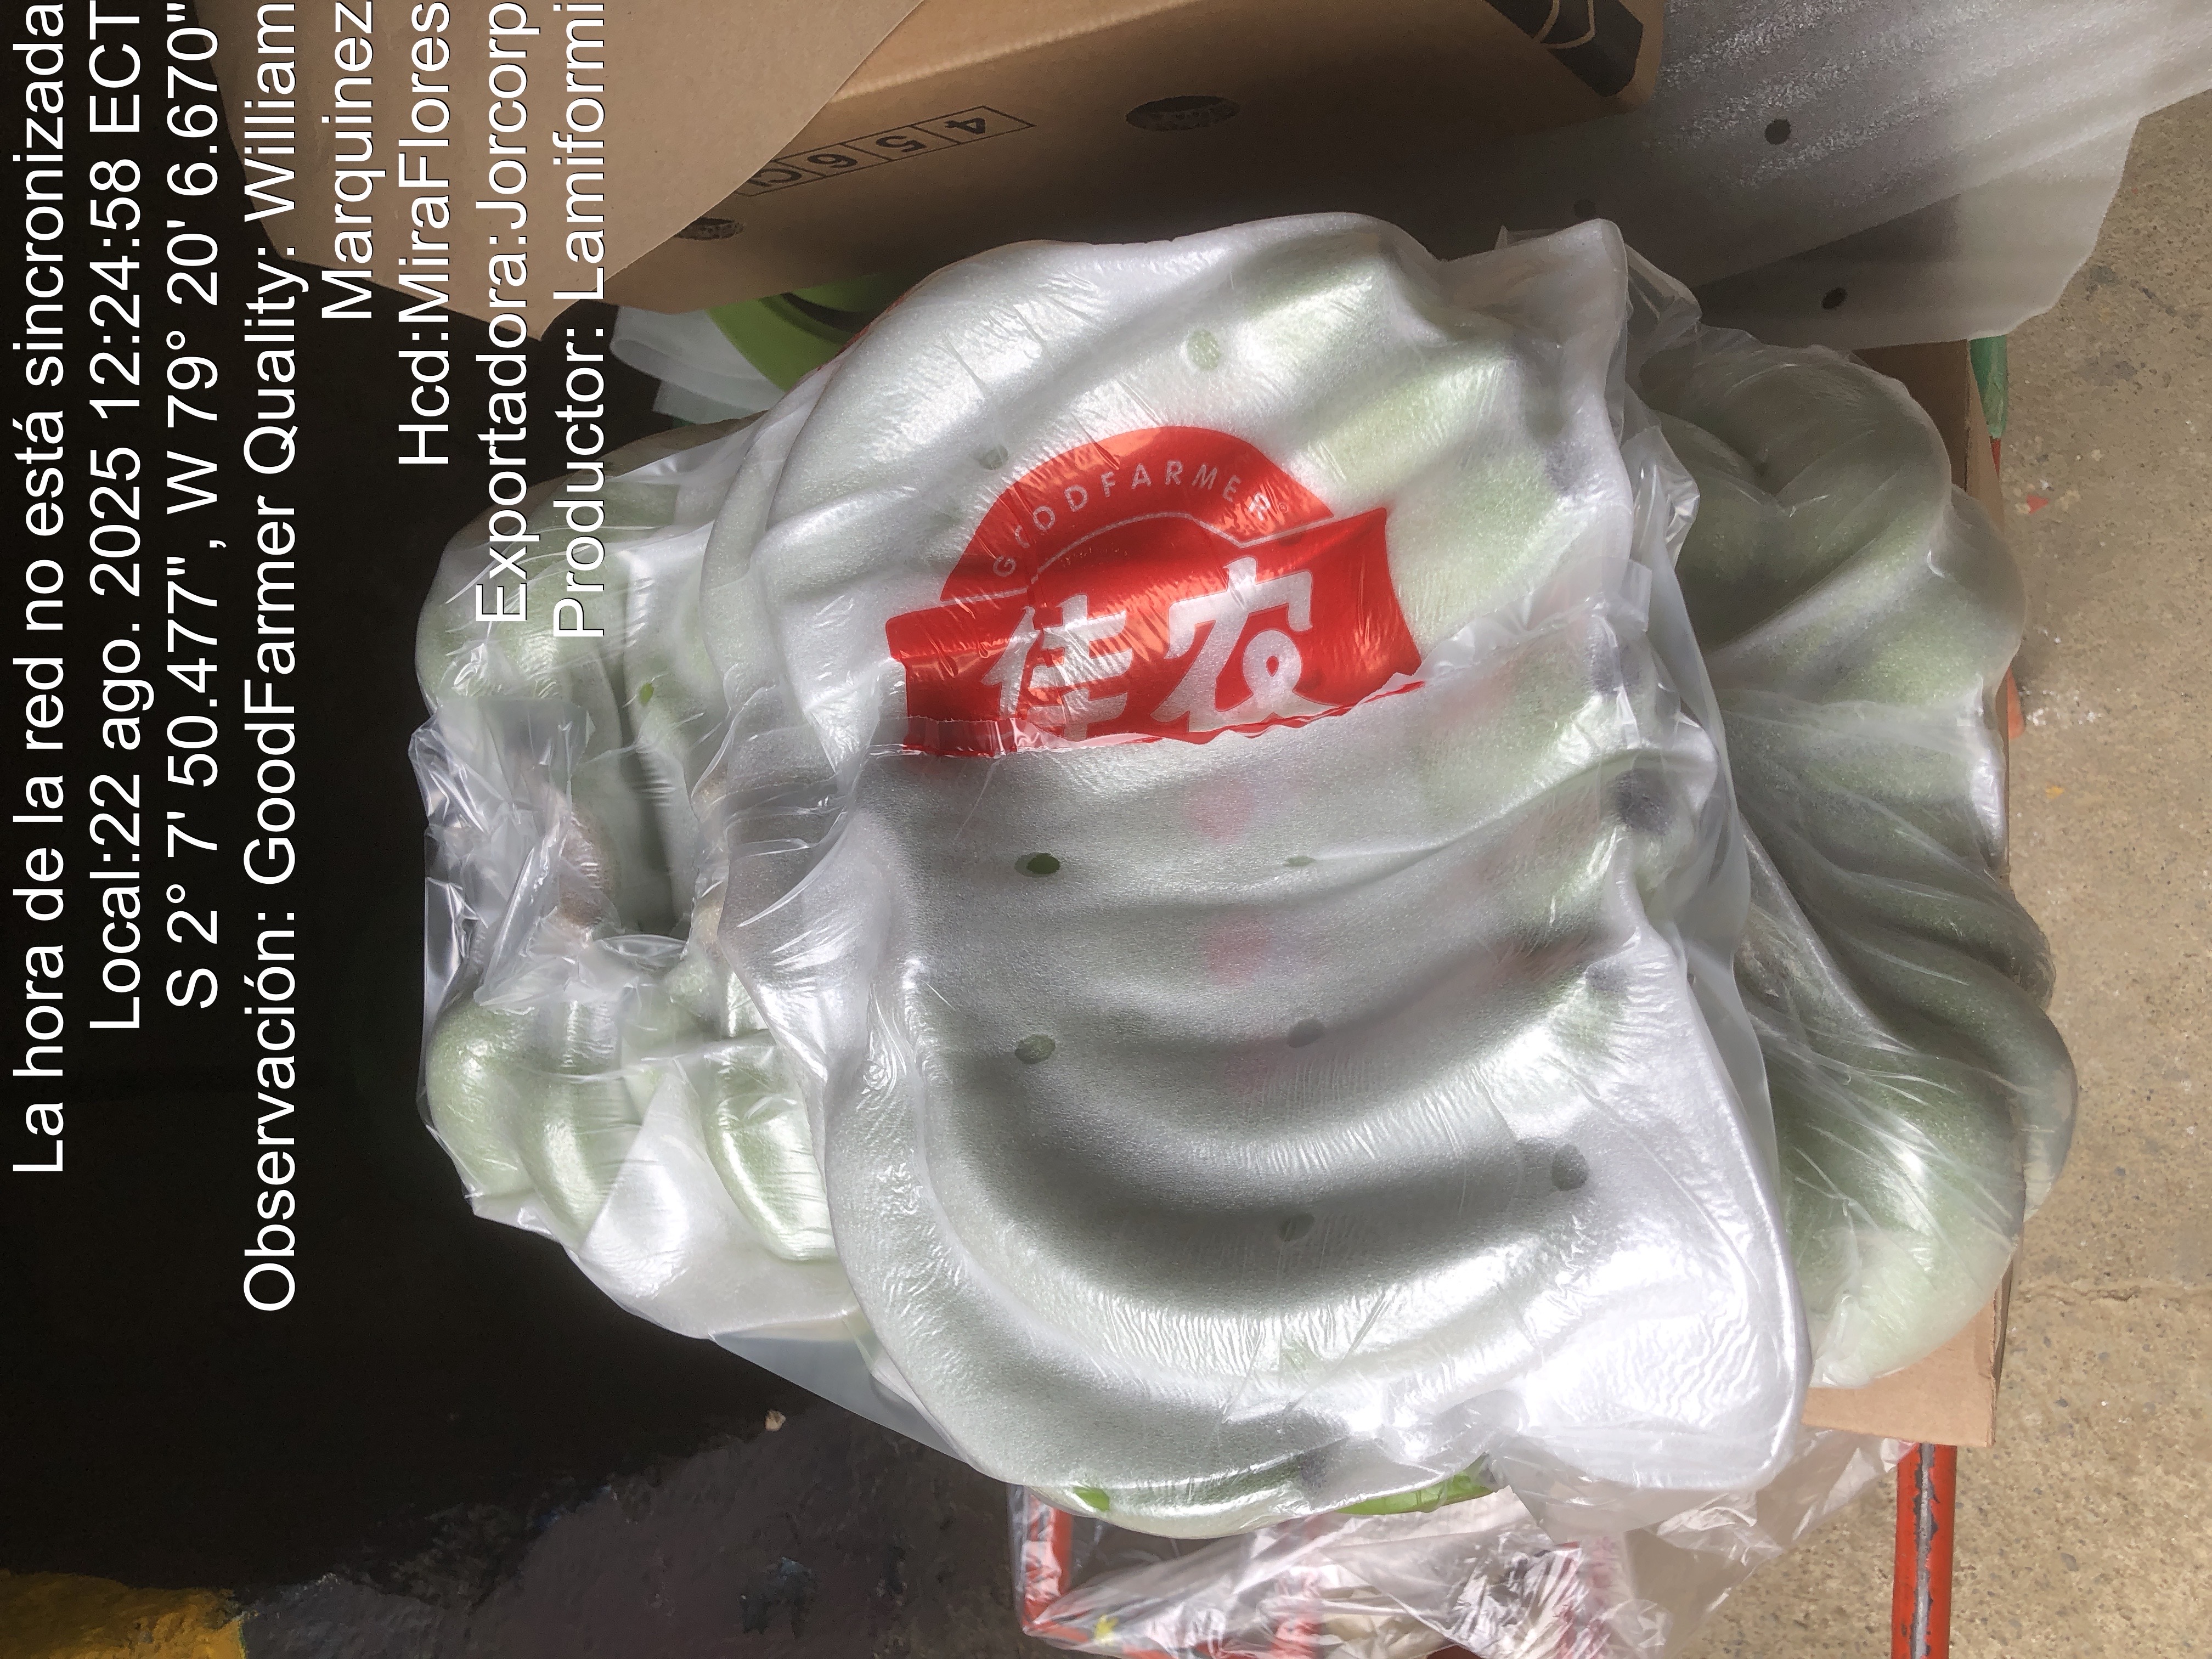 La hora de la red no está sincronizada
Local:22 ago. 2025 12:24:58 ECT
S 2° 7' 50.477", W 79° 20' 6.670"
Observación: GoodFarmer Quality: William
Marquinez
Hcd:MiraFlores
Exportadora:Jorcorp
Productor: Lamiformi
佳农